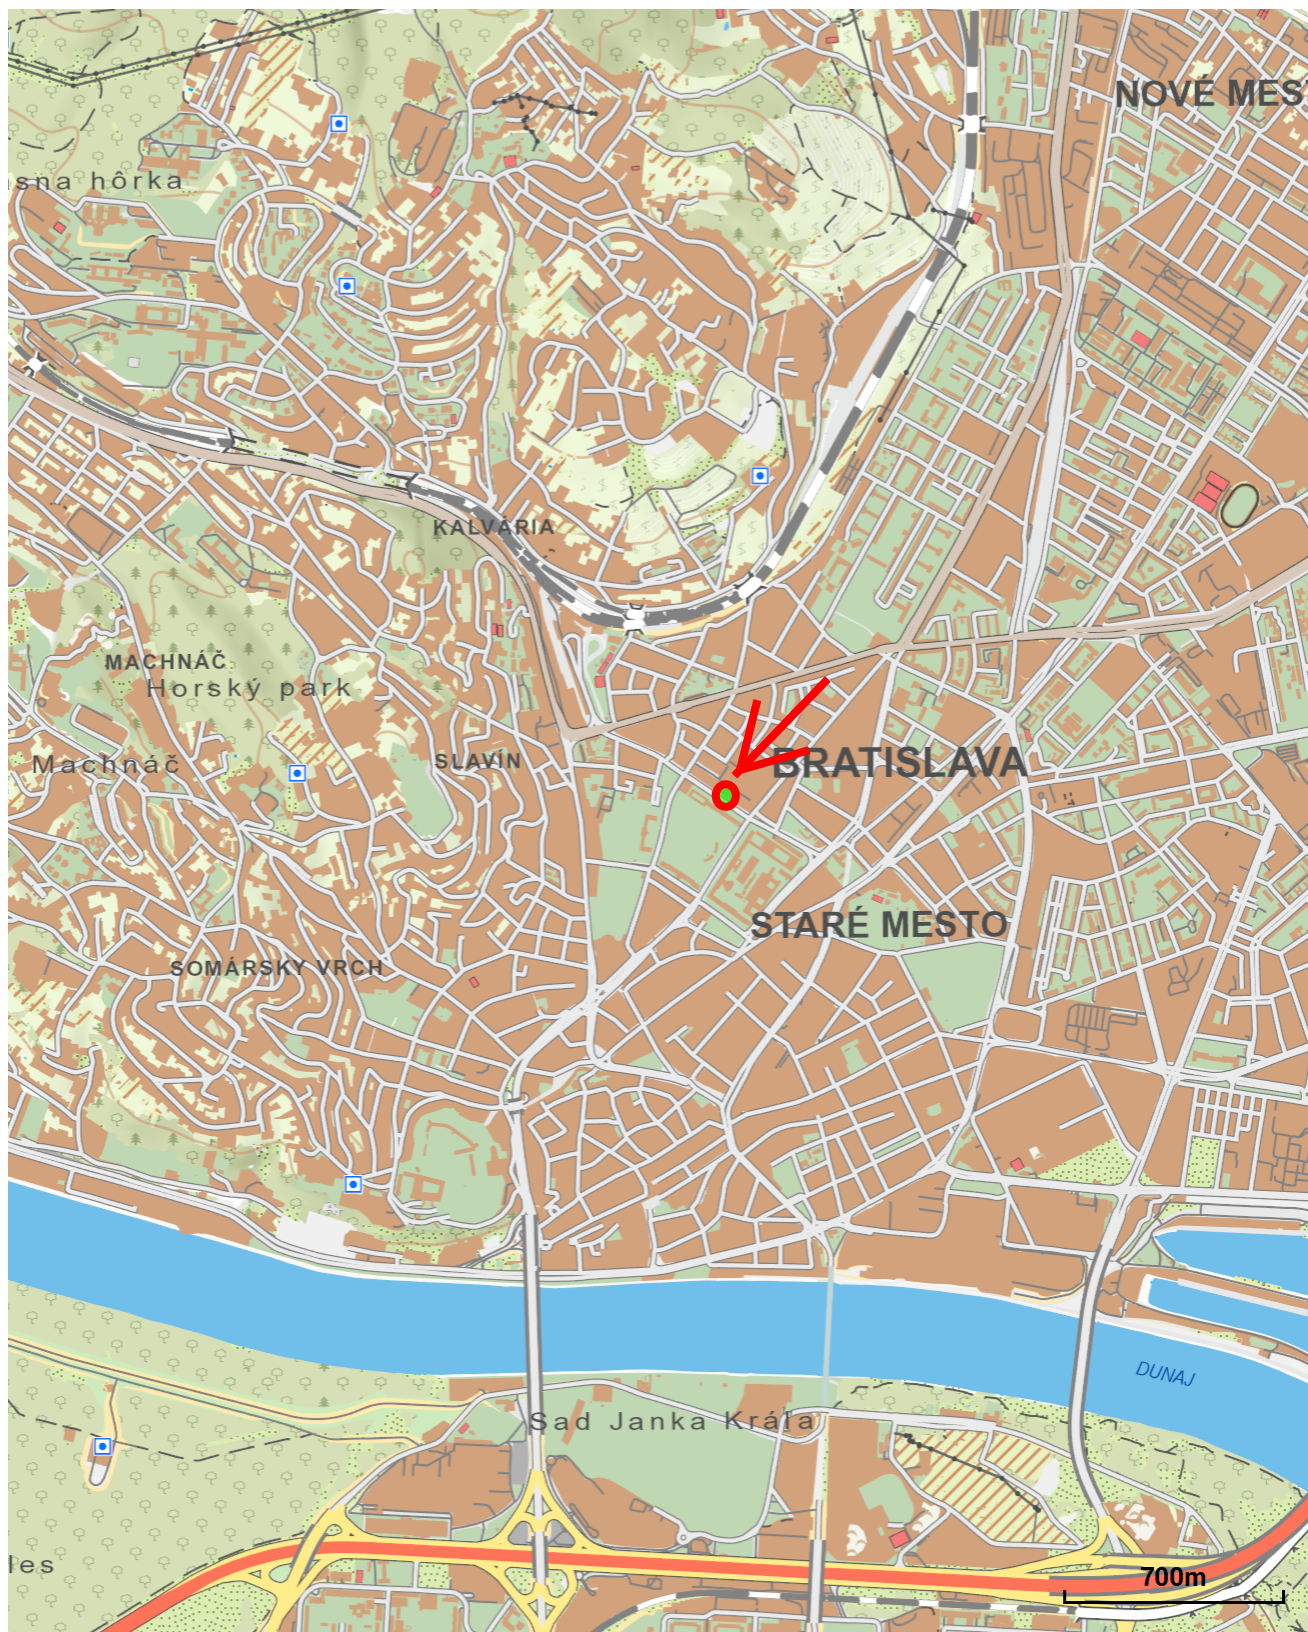 NOVÉ MES
sna hôrka
KALVÁRIA
MACHNÁČ
Horský park
Machnáč
SLAVÍN
BRATISLAVA
STARÉ MESTO
SOMÁRSKY VRCH
DUNAJ
Sad Janka Kráľa
les
700m